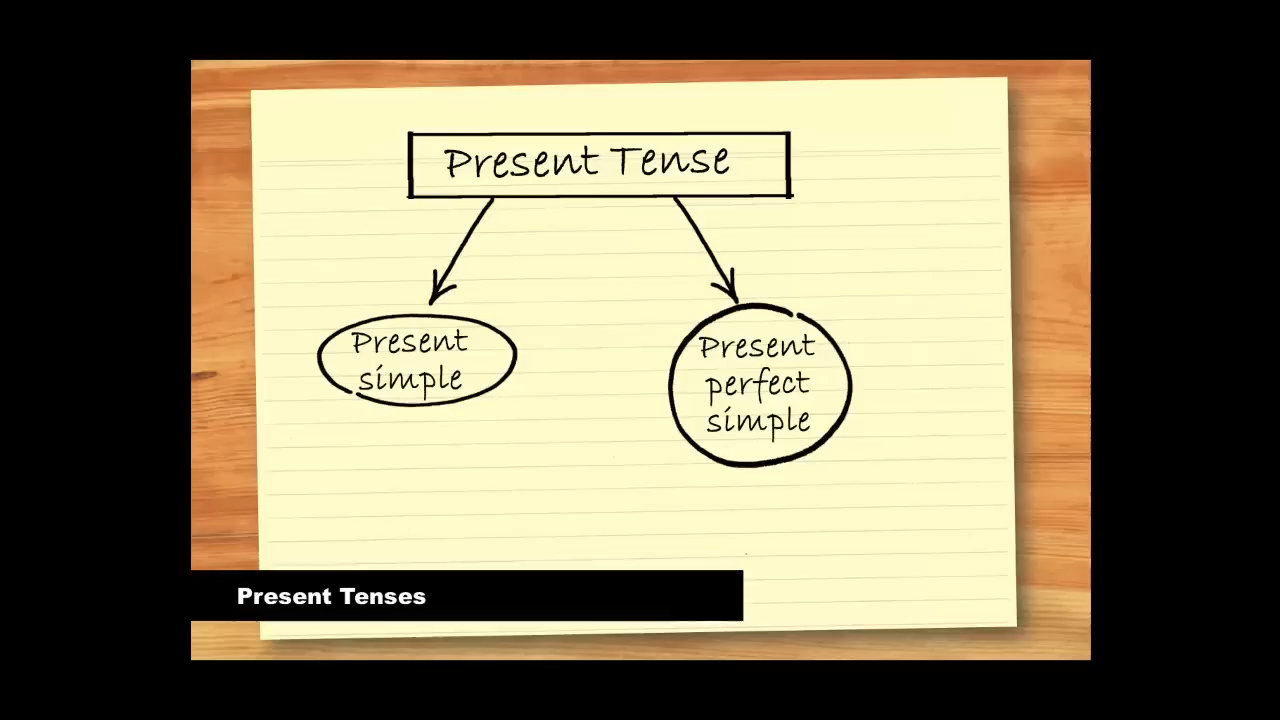 Present Tense
Present
simple
Present
perfect
simple
Present Tenses